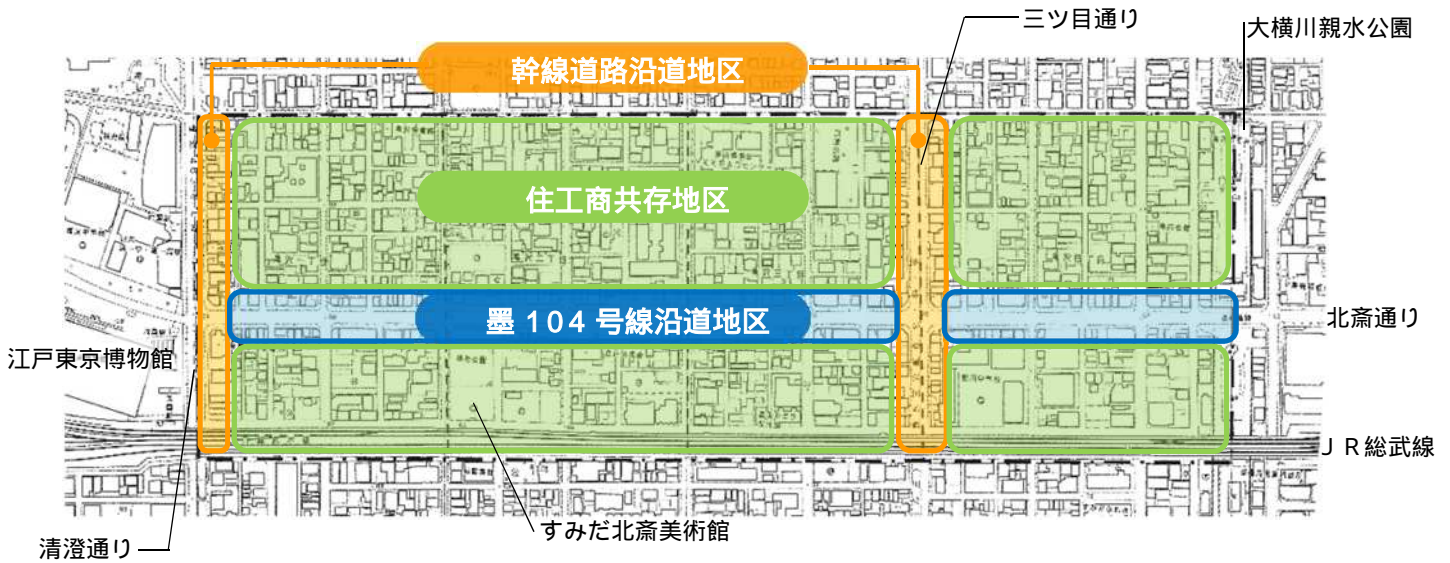 三ツ目通り
大横川親水公園
幹線道路沿道地区
住工商共存地区
墨104号線沿道地区
北斎通り
江戸東京博物館
JR総武線
すみだ北斎美術館
清澄通り